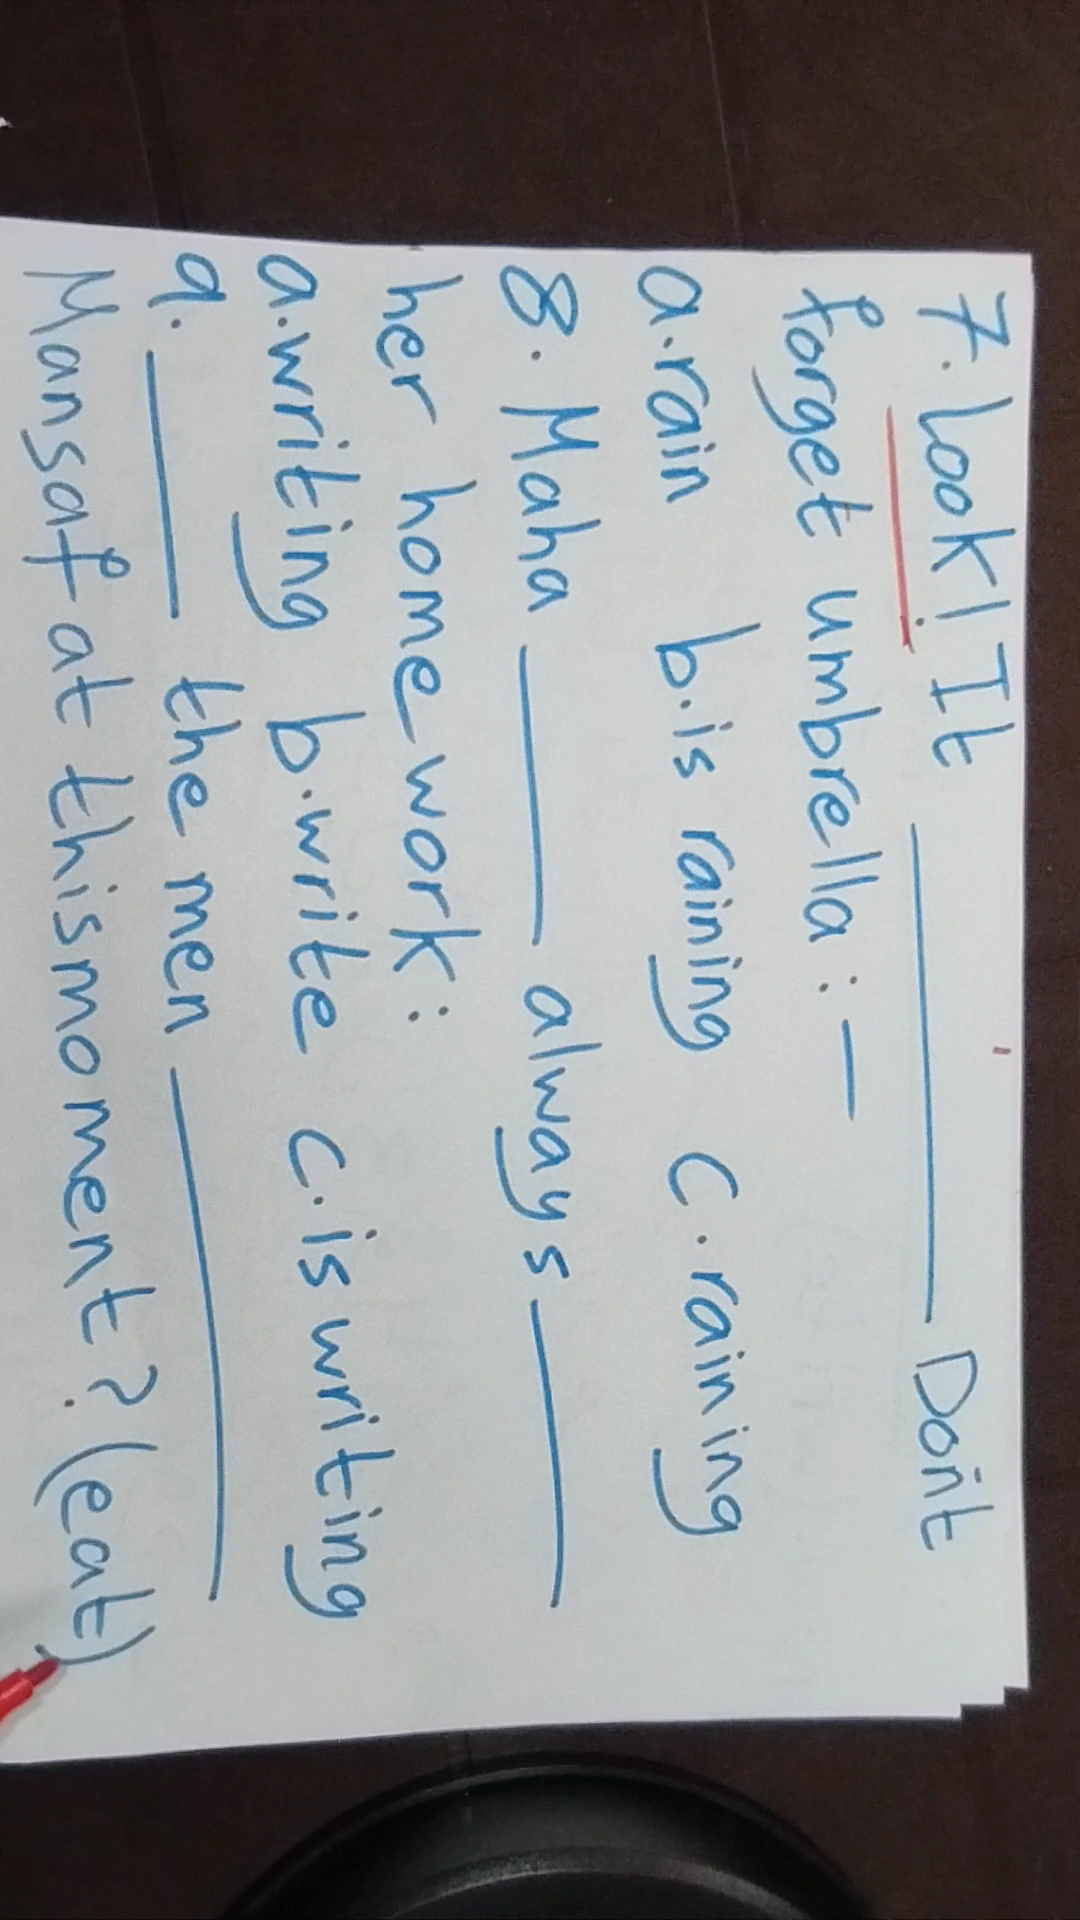 7. Look! It ________ Don't
forget umbrella :-
a.rain b.is raining c.raining
8. Maha ________ always ________
her homework:
a.writing b.write c.is writing
9. ________ the men ________
Mansaf at this moment? (eat)